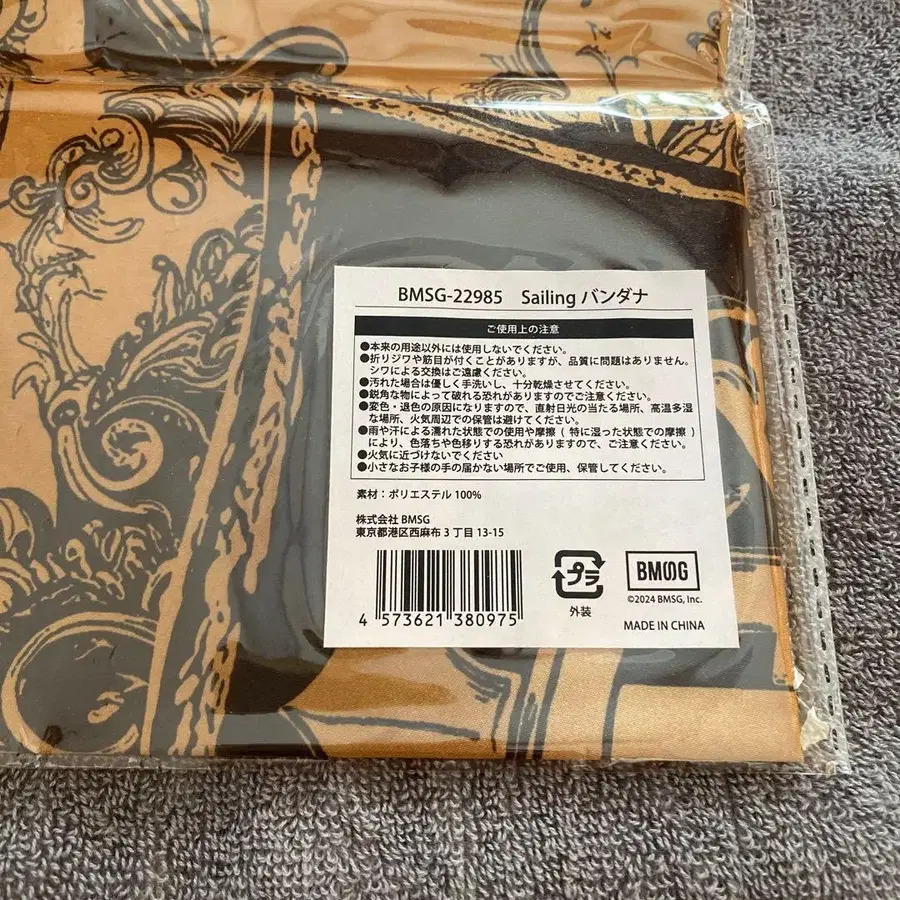 BMSG-22985 Sailing バンダナ
ご使用上の注意
●本来の用途以外には使用しないでください。
●折りジワや筋目が付くことがありますが、品質に問題はありません。
シワによる交換はご遠慮ください。
●汚れた場合は優しく手洗いし、十分乾燥させてください。
●鋭角な物によって破れる恐れがありますのでご注意ください。
●変色・退色の原因になりますので、直射日光の当たる場所、高温多湿
な場所、火気周辺での保管は避けてください。
●雨や汗による濡れた状態での使用や摩擦 ( 特に湿った状態での摩擦 )
により、色落ちや色移りする恐れがありますので、ご注意ください。
●火気に近づけないでください
●小さなお子様の手の届かない場所でご使用、保管してください。
素材：ポリエステル 100%
株式会社 BMSG
東京都港区西麻布 3 丁目 13-15
4 573621 380975
プラ
外装
BMSG
©2024 BMSG, Inc.
MADE IN CHINA